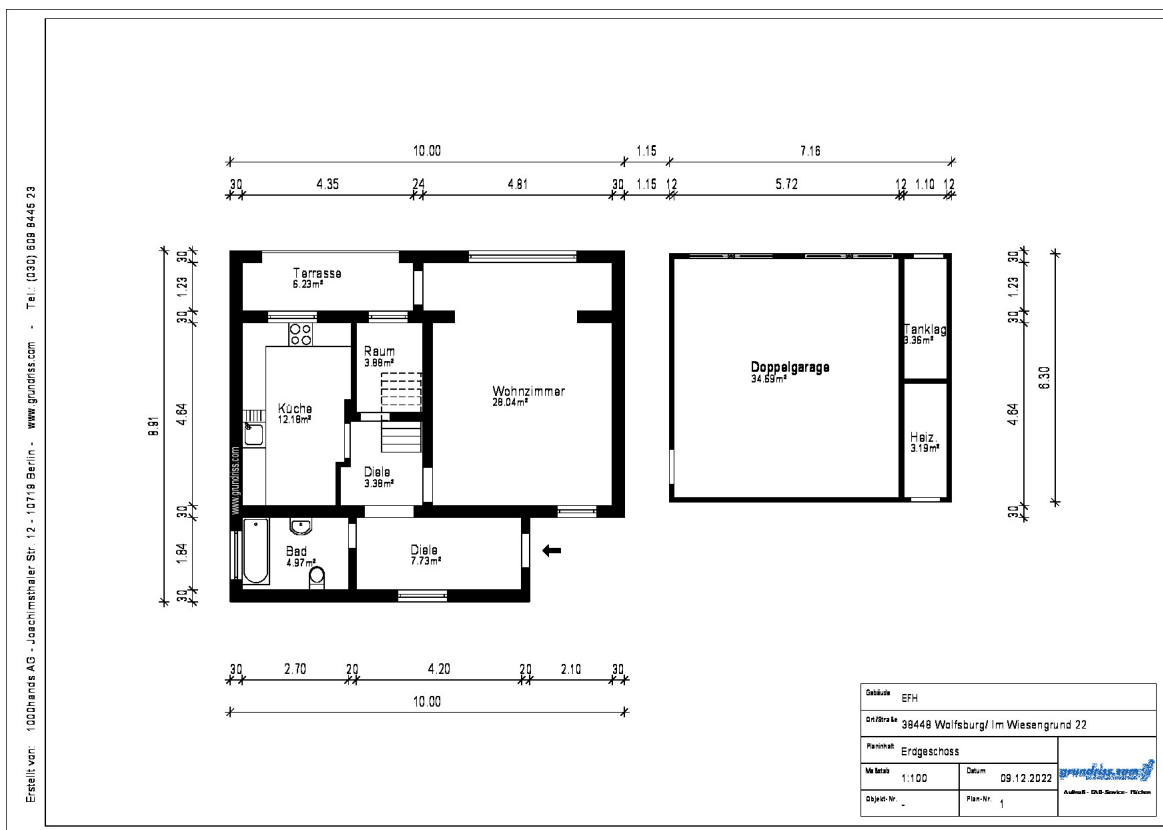 10.00 1.15 7.16
30 4.35 24 4.81 30 1.15 12 5.72 12 1.10 12
8.91
30 1.23 30 4.64 30 1.84 30
Terrasse
6.23m²
Raum
3.88m²
Küche
12.18m²
Wohnzimmer
28.04m²
Diele
3.38m²
Bad
4.97m²
Diele
7.73m²
www.grundriss.com
Doppelgarage
34.69m²
Tanklag
3.36m²
Heiz.
3.19m²
30 1.23 30 4.64 30
6.30
30 2.70 20 4.20 20 2.10 30
10.00
Erstellt von: 1000hands AG - Joachimsthaler Str. 12 - 10719 Berlin - www.grundriss.com - Tel.: (030) 609 8445 23
Gebäude EFH
Ort/Straße 38448 Wolfsburg/ Im Wiesengrund 22
Planinhalt Erdgeschoss
Maßstab 1:100 Datum 09.12.2022
Objekt-Nr. - Plan-Nr. 1
grundriss.com
Aufmaß - CAD-Service - Flächen